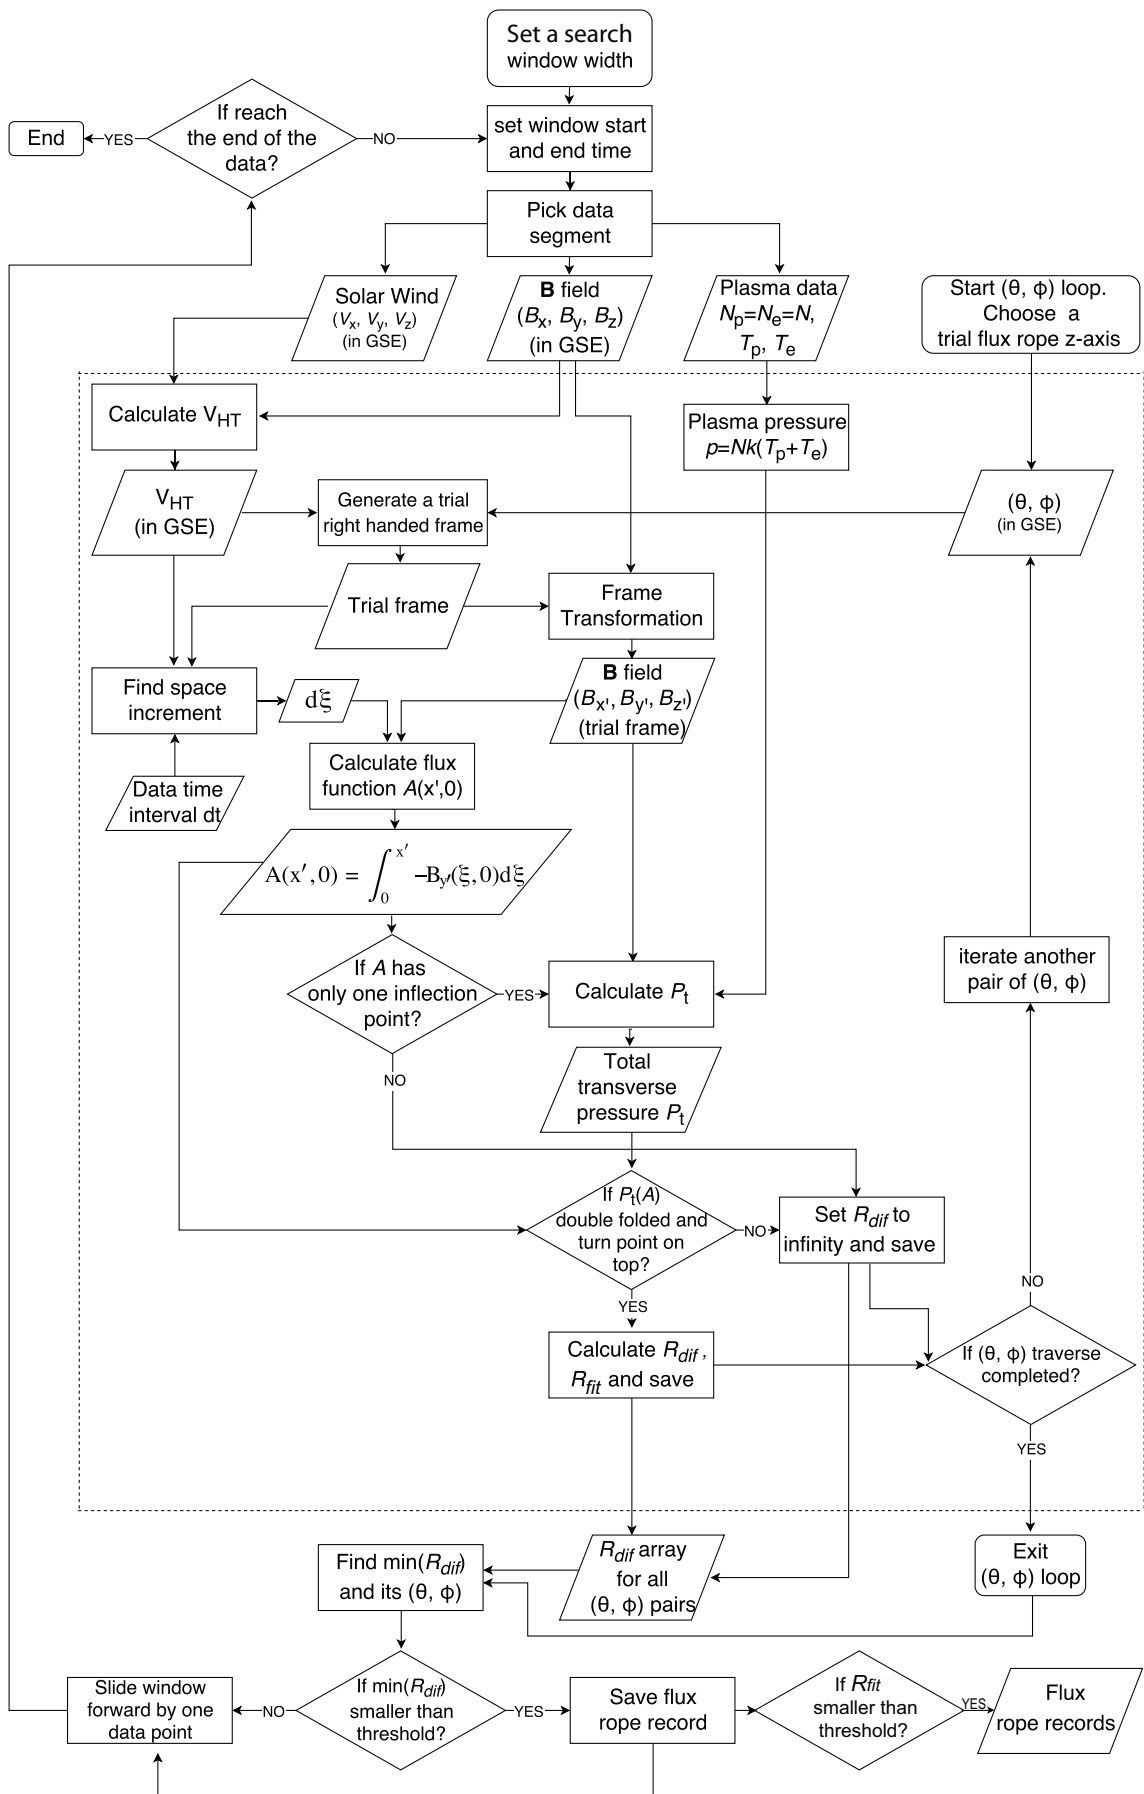 Set a search
window width
If reach
the end of the
data?
End
YES
NO
set window start
and end time
Pick data
segment
Solar Wind
(Vx, Vy, Vz)
(in GSE)
B field
(Bx, By, Bz)
(in GSE)
Plasma data
Np=Ne=N,
Tp, Te
Start (θ, ϕ) loop.
Choose a
trial flux rope z-axis
Calculate VHT
Plasma pressure
p=Nk(Tp+Te)
VHT
(in GSE)
Generate a trial
right handed frame
(θ, ϕ)
(in GSE)
Trial frame
Frame
Transformation
Find space
increment
dξ
B field
(Bx', By', Bz')
(trial frame)
Calculate flux
function A(x',0)
Data time
interval dt
A(x′,0) = ∫₀^x′ −By′(ξ,0)dξ
If A has
only one inflection
point?
YES
NO
Calculate Pt
iterate another
pair of (θ, ϕ)
Total
transverse
pressure Pt
If Pt(A)
double folded and
turn point on
top?
NO
YES
Set Rdif to
infinity and save
NO
Calculate Rdif ,
Rfit and save
If (θ, ϕ) traverse
completed?
YES
Find min(Rdif)
and its (θ, ϕ)
Rdif array
for all
(θ, ϕ) pairs
Exit
(θ, ϕ) loop
Slide window
forward by one
data point
NO
If min(Rdif)
smaller than
threshold?
YES
Save flux
rope record
If Rfit
smaller than
threshold?
YES
Flux
rope records